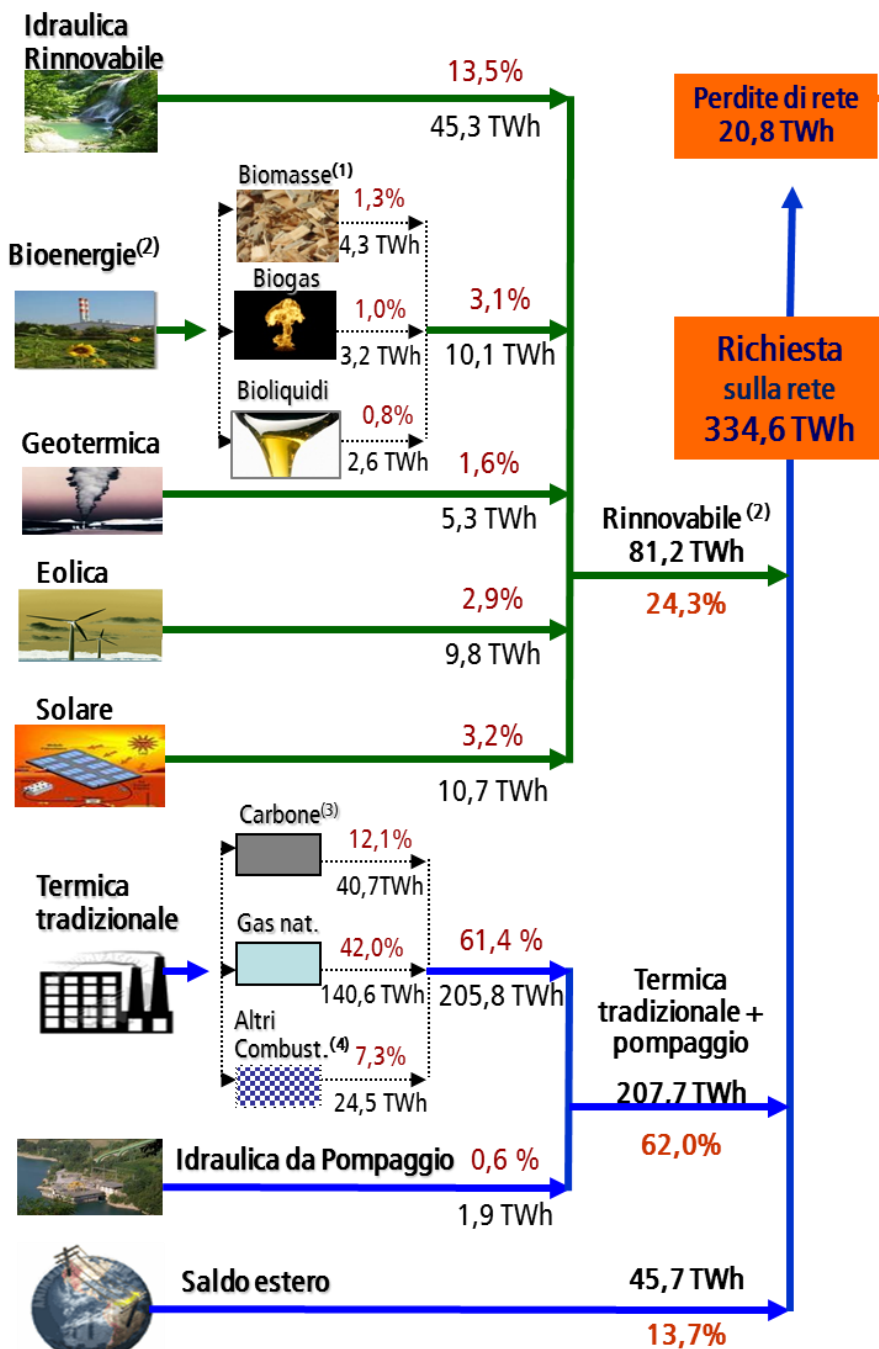 Idraulica
Rinnovabile
13,5%
45,3 TWh
Perdite di rete
20,8 TWh
Biomasse(1)
1,3%
4,3 TWh
Bioenergie(2)
Biogas
1,0%
3,2 TWh
3,1%
10,1 TWh
Bioliquidi
0,8%
2,6 TWh
Richiesta
sulla rete
334,6 TWh
Geotermica
1,6%
5,3 TWh
Rinnovabile (2)
81,2 TWh
24,3%
Eolica
2,9%
9,8 TWh
Solare
3,2%
10,7 TWh
Carbone(3)
12,1%
40,7TWh
Termica
tradizionale
Gas nat.
42,0%
140,6 TWh
61,4 %
205,8 TWh
Altri
Combust.(4)
7,3%
24,5 TWh
Termica
tradizionale +
pompaggio
207,7 TWh
62,0%
Idraulica da Pompaggio
0,6 %
1,9 TWh
Saldo estero
45,7 TWh
13,7%